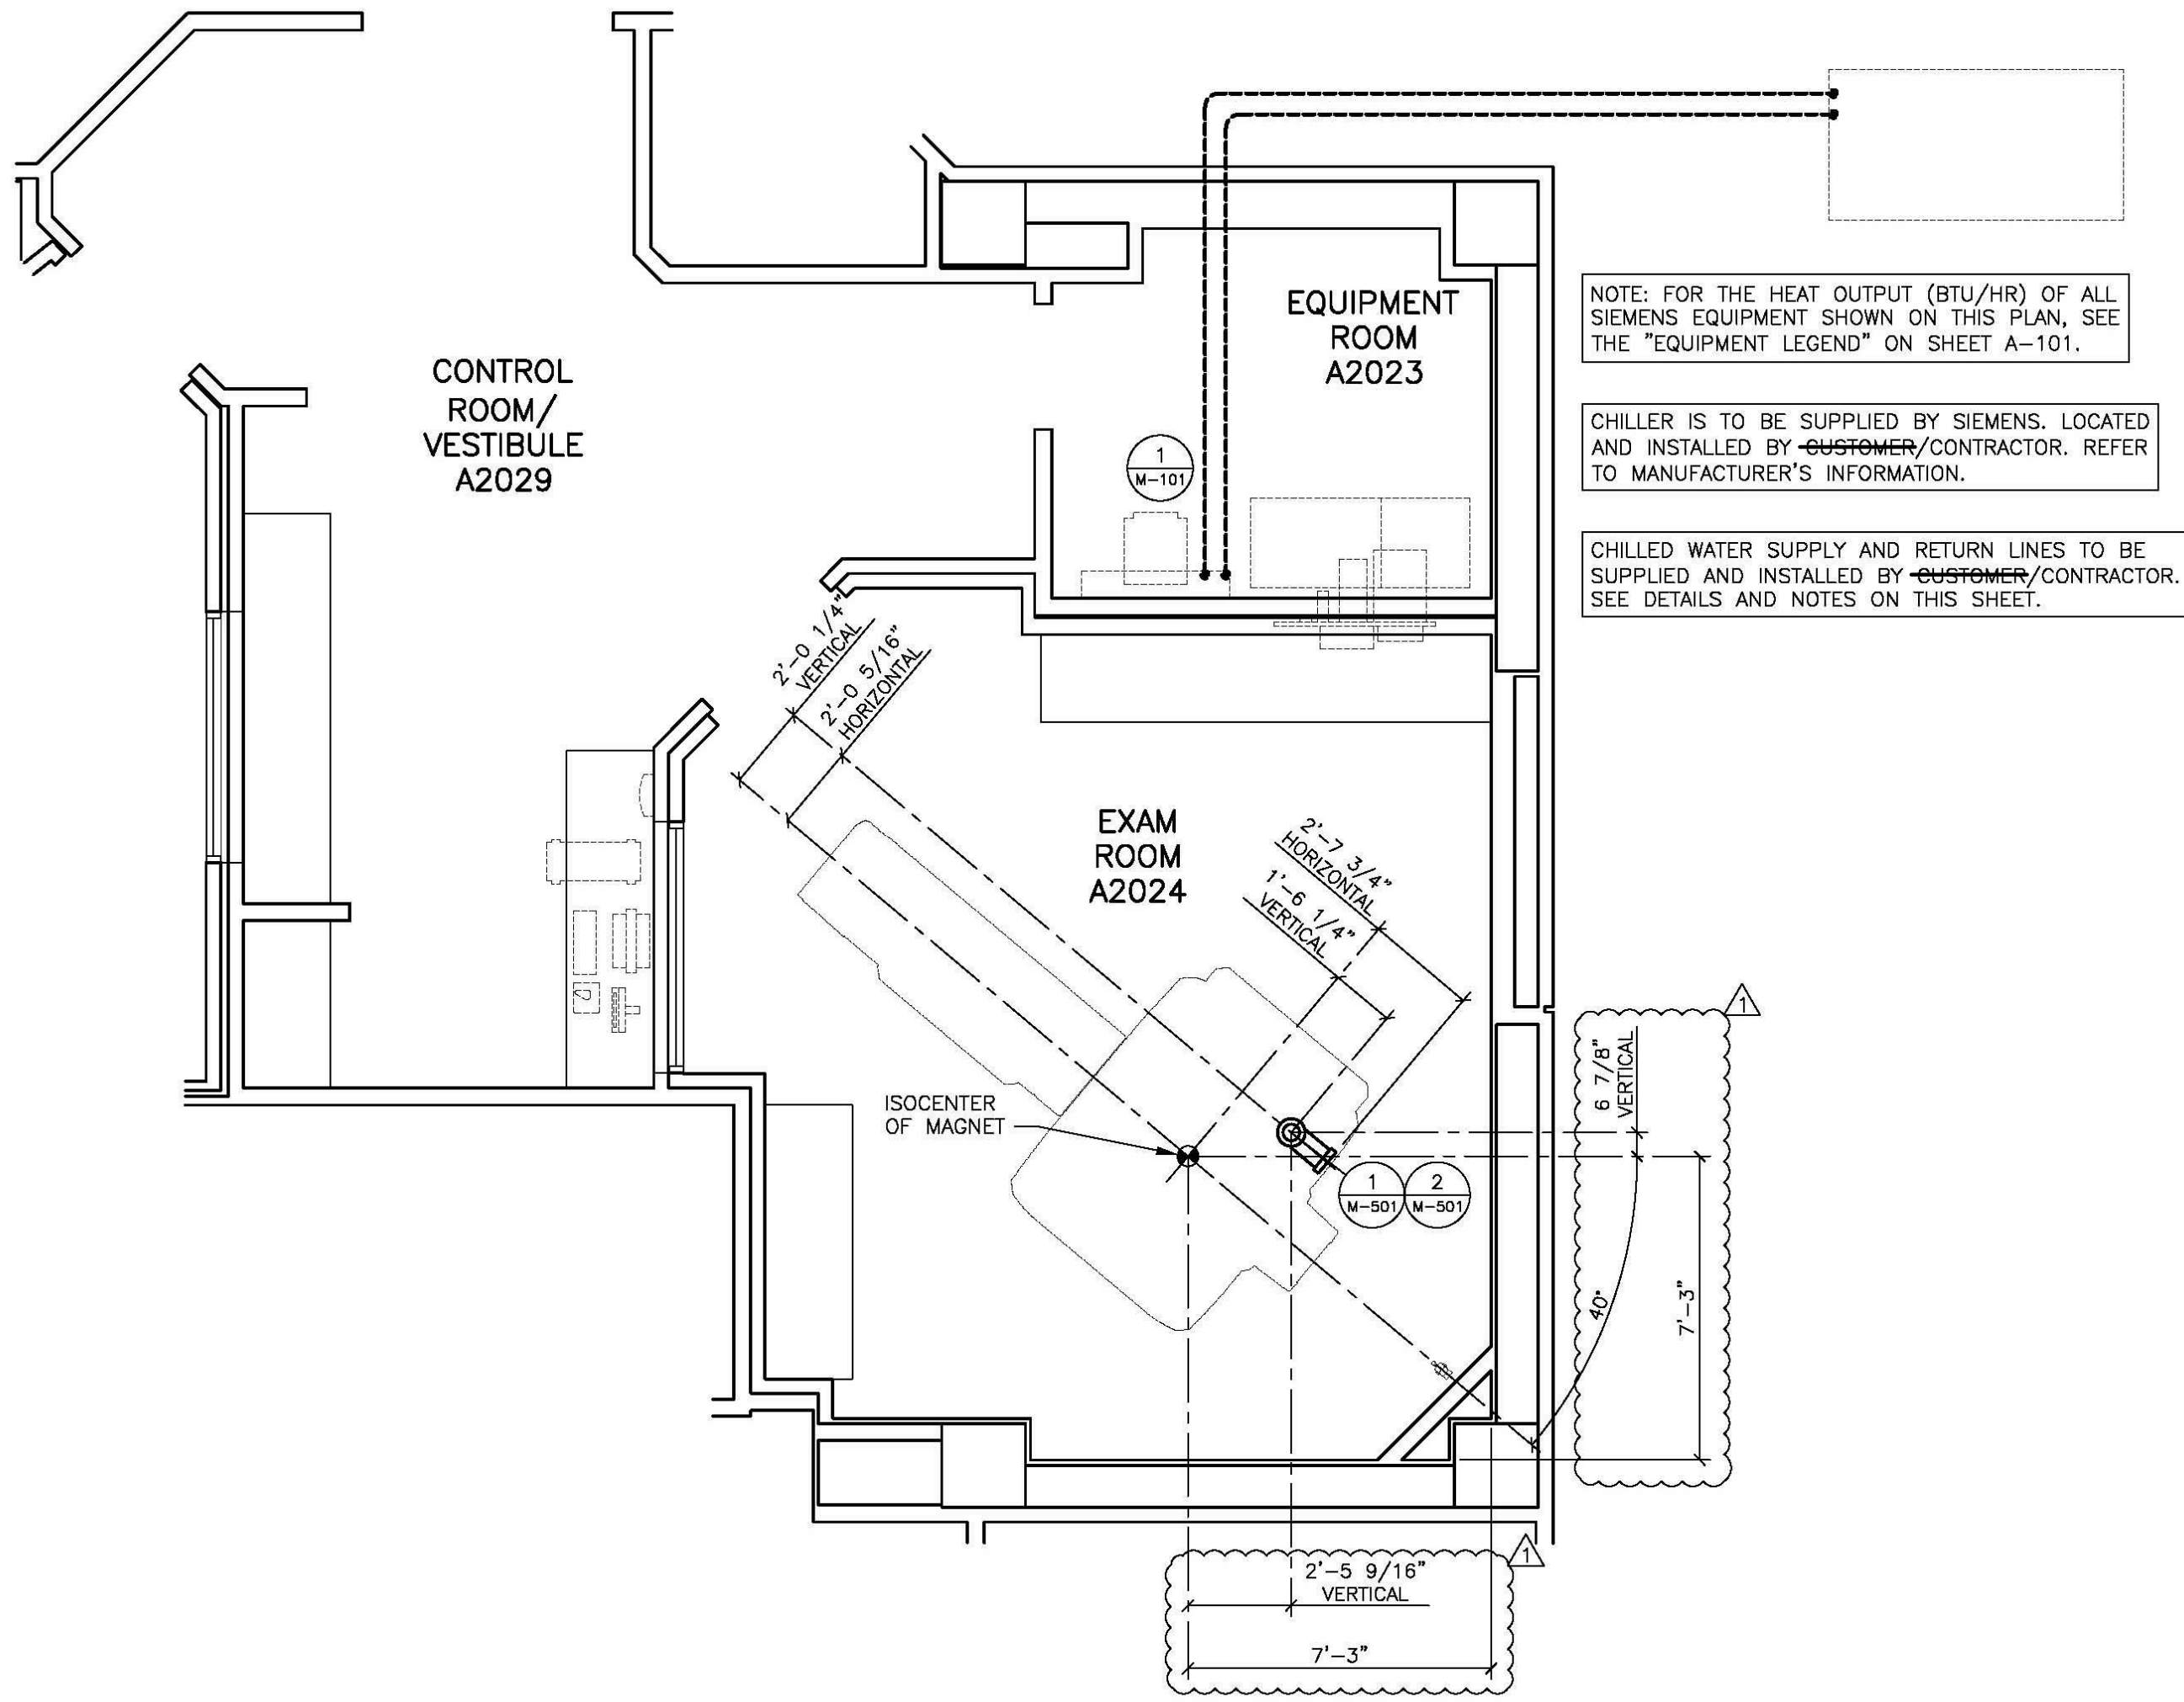 EQUIPMENT
ROOM
A2023
NOTE: FOR THE HEAT OUTPUT (BTU/HR) OF ALL
SIEMENS EQUIPMENT SHOWN ON THIS PLAN, SEE
THE "EQUIPMENT LEGEND" ON SHEET A-101.
CONTROL
ROOM/
VESTIBULE
A2029
CHILLER IS TO BE SUPPLIED BY SIEMENS. LOCATED
AND INSTALLED BY CUSTOMER/CONTRACTOR. REFER
TO MANUFACTURER'S INFORMATION.
1
M-101
CHILLED WATER SUPPLY AND RETURN LINES TO BE
SUPPLIED AND INSTALLED BY CUSTOMER/CONTRACTOR.
SEE DETAILS AND NOTES ON THIS SHEET.
2'-0 1/4"
VERTICAL
2'-0 5/16"
HORIZONTAL
EXAM
ROOM
A2024
2'-7 3/4"
HORIZONTAL
1'-6 1/4"
VERTICAL
1
6 7/8"
VERTICAL
ISOCENTER
OF MAGNET
1
M-501
2
M-501
40°
7'-3"
1
2'-5 9/16"
VERTICAL
7'-3"